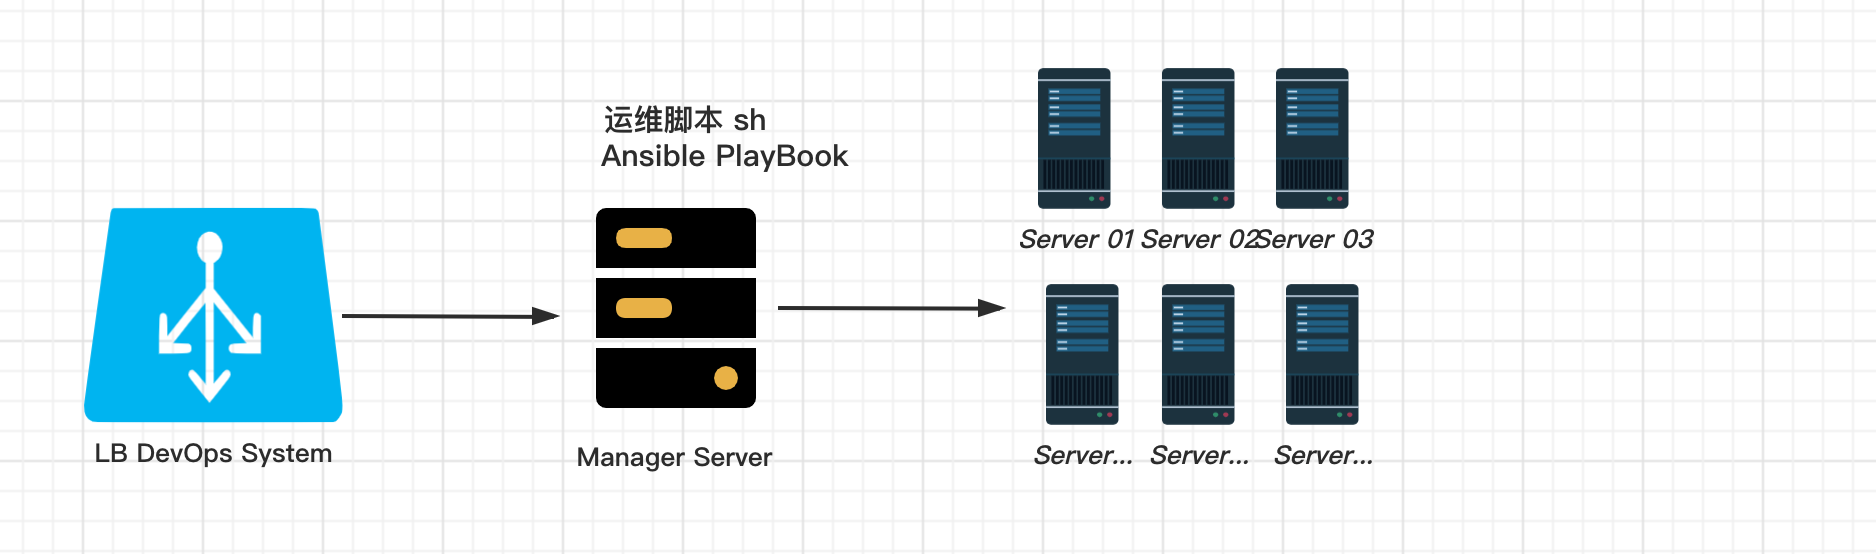 运维脚本 sh
Ansible PlayBook
Server 01 Server 02 Server 03
LB DevOps System
Manager Server
Server... Server... Server...